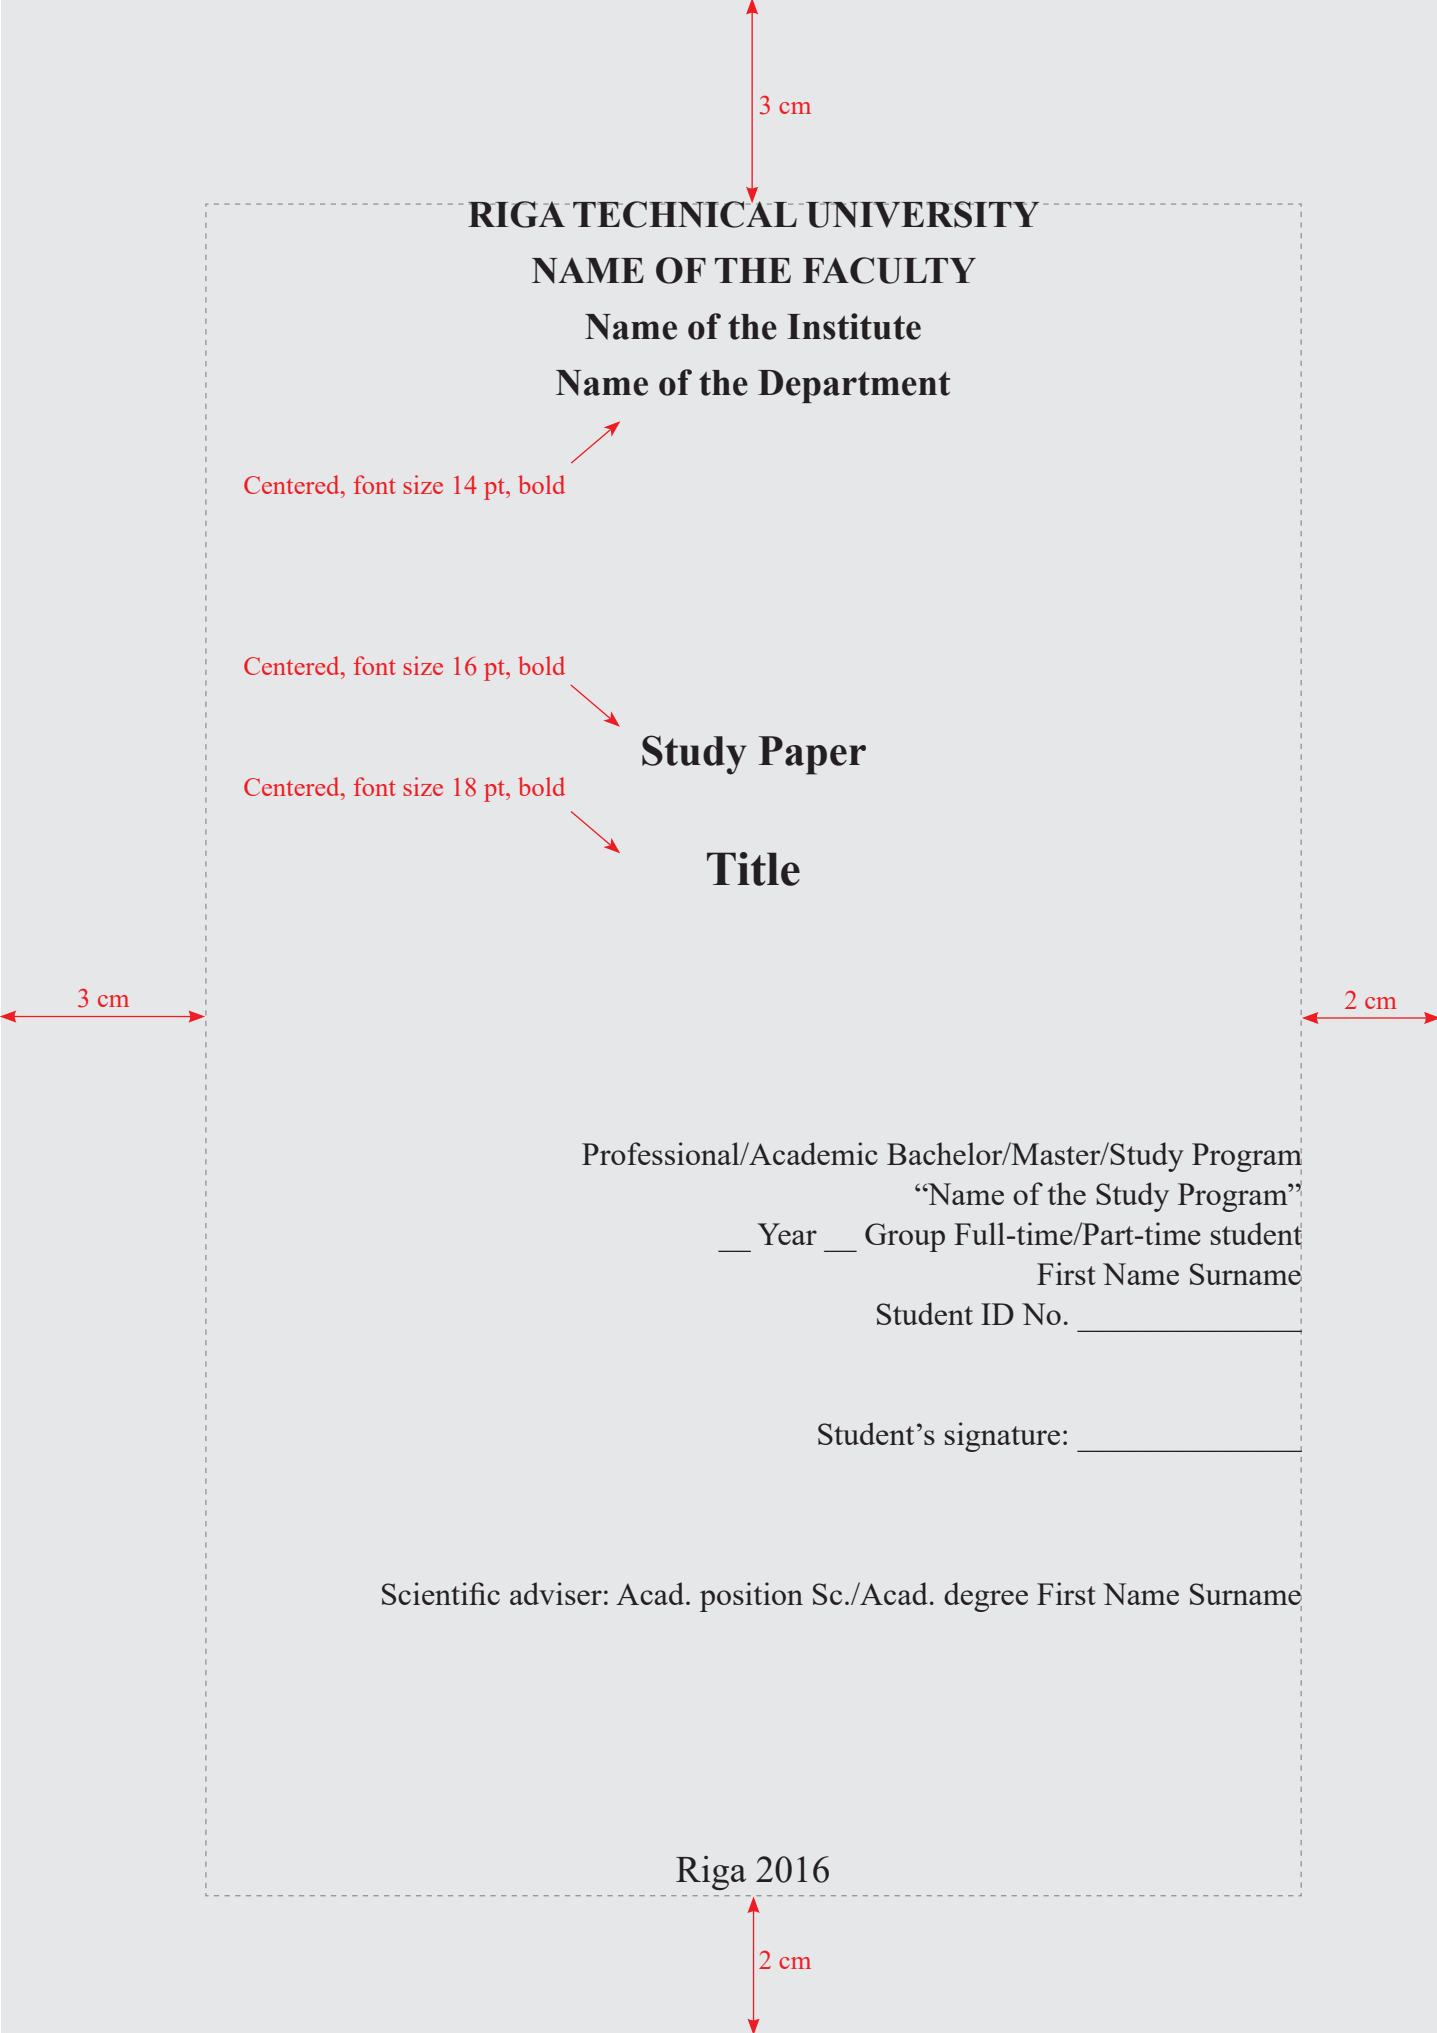 3 cm
RIGA TECHNICAL UNIVERSITY
NAME OF THE FACULTY
Name of the Institute
Name of the Department
Centered, font size 14 pt, bold
Centered, font size 16 pt, bold
Study Paper
Centered, font size 18 pt, bold
Title
3 cm
2 cm
Professional/Academic Bachelor/Master/Study Program
“Name of the Study Program”
__ Year __ Group Full-time/Part-time student
First Name Surname
Student ID No. ______________
Student’s signature: ______________
Scientific adviser: Acad. position Sc./Acad. degree First Name Surname
Riga 2016
2 cm